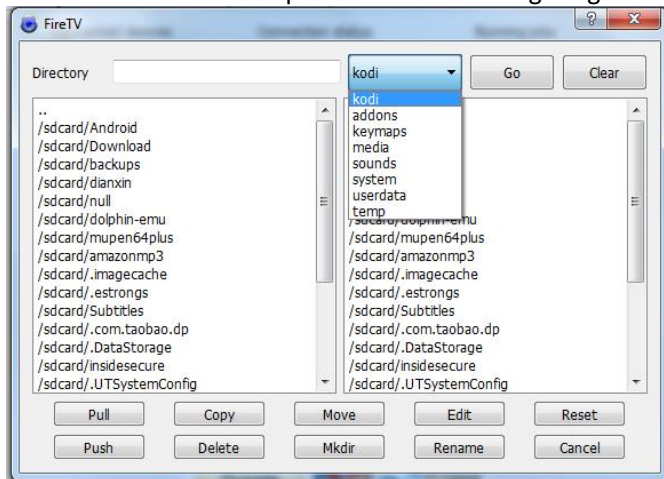 FireTV
Directory
kodi
Go
Clear
kodi
addons
keymaps
media
sounds
system
userdata
temp
..
/sdcard/Android
/sdcard/Download
/sdcard/backups
/sdcard/dianxin
/sdcard/null
/sdcard/dolphin-emu
/sdcard/mupen64plus
/sdcard/amazonmp3
/sdcard/.imagecache
/sdcard/.estrongs
/sdcard/Subtitles
/sdcard/.com.taobao.dp
/sdcard/.DataStorage
/sdcard/insidesecure
/sdcard/.UTSystemConfig
/sdcard/dolphin-emu
/sdcard/mupen64plus
/sdcard/amazonmp3
/sdcard/.imagecache
/sdcard/.estrongs
/sdcard/Subtitles
/sdcard/.com.taobao.dp
/sdcard/.DataStorage
/sdcard/insidesecure
/sdcard/.UTSystemConfig
Pull Copy Move Edit Reset
Push Delete Mkdir Rename Cancel